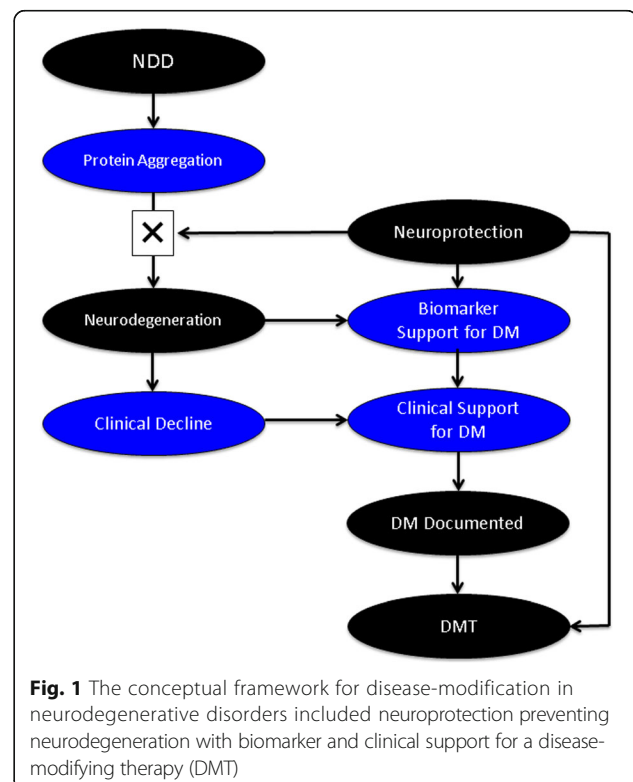 NDD
Protein Aggregation
Neuroprotection
Neurodegeneration
Biomarker
Support for DM
Clinical Decline
Clinical Support
for DM
DM Documented
DMT
Fig. 1 The conceptual framework for disease-modification in
neurodegenerative disorders included neuroprotection preventing
neurodegeneration with biomarker and clinical support for a disease-
modifying therapy (DMT)